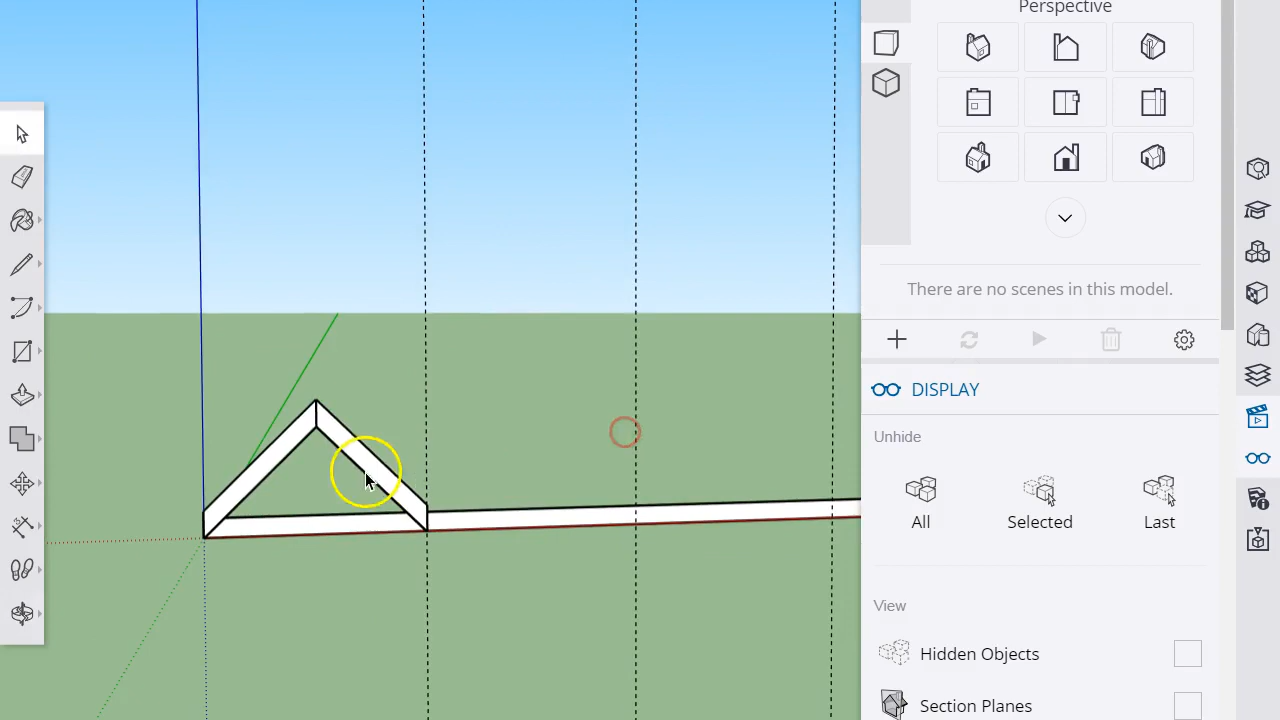 Perspective
There are no scenes in this model.
DISPLAY
Unhide
All
Selected
Last
View
Hidden Objects
Section Planes